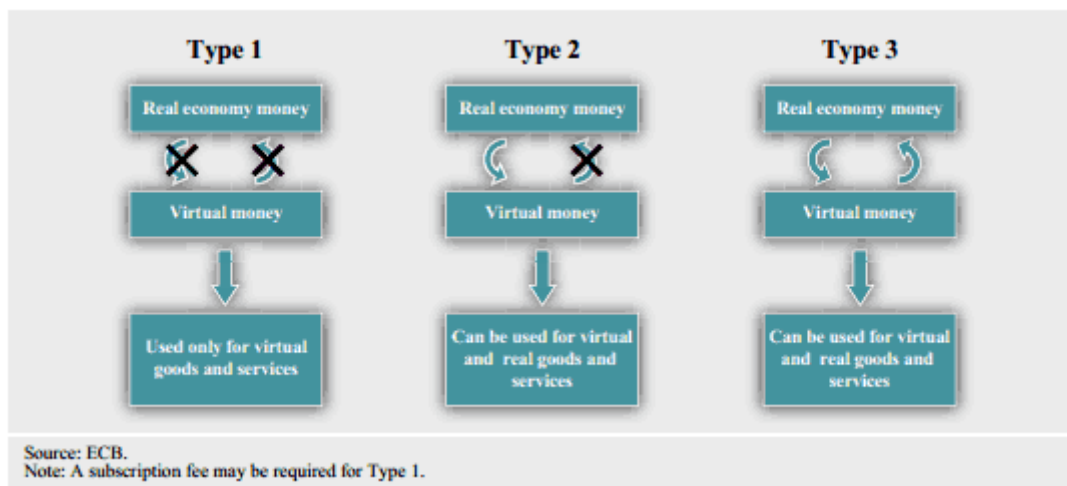 Type 1
Type 2
Type 3
Real economy money
Real economy money
Real economy money
Virtual money
Virtual money
Virtual money
Used only for virtual
goods and services
Can be used for virtual
and real goods and
services
Can be used for virtual
and real goods and
services
Source: ECB.
Note: A subscription fee may be required for Type 1.